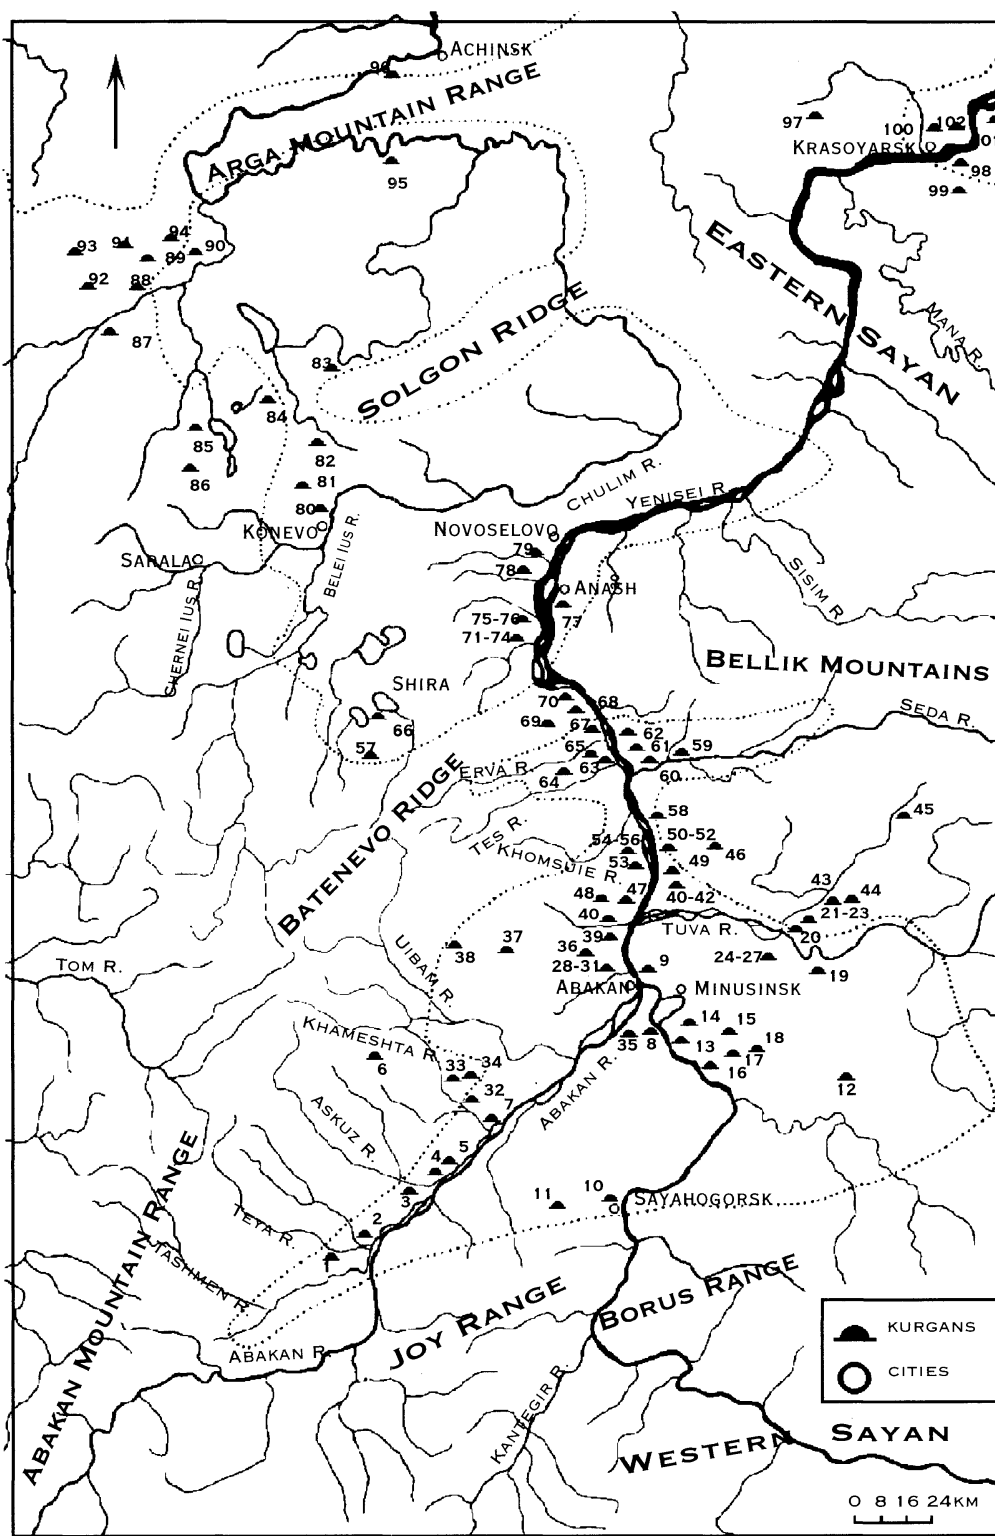 ACHINSK
96
ARGA MOUNTAIN RANGE
97
100
102
KRASOYARSK
98
99
95
94
91
93
90
89
92
88
87
EASTERN SAYAN
MANA R.
SOLGON RIDGE
83
84
85
82
86
81
80
CHULIM R.
YENISEI R.
KONEVO
NOVOSELOVO
79
78
SARALA
BELEI IUS R.
CHERNEI IUS R.
ANASH
73
75-76
71-74
SISIM R.
BELLIK MOUNTAINS
SHIRA
66
57
70
68
69
67
62
SEDA R.
61
59
65
63
60
64
ERVA R.
BATENEVO RIDGE
58
45
TES R.
54-56
50-52
46
KHOMSUIE R
53
49
48
47
40-42
43
44
40
21-23
TUVA R.
20
39
37
36
38
28-31
9
24-27
19
TOM R.
UIBAM R.
ABAKAN
MINUSINSK
14
15
KHAMESHTA R.
35
8
13
18
17
16
6
33
34
32
7
12
ABAKAN R.
ASKUZ R.
4
5
3
11
10
SAYAHOGORSK
2
TEYA R.
TASHMEN R.
ABAKAN MOUNTAIN RANGE
JOY RANGE
BORUS RANGE
ABAKAN R.
KANTEGIR R.
WESTERN SAYAN
KURGANS
CITIES
0 8 16 24KM